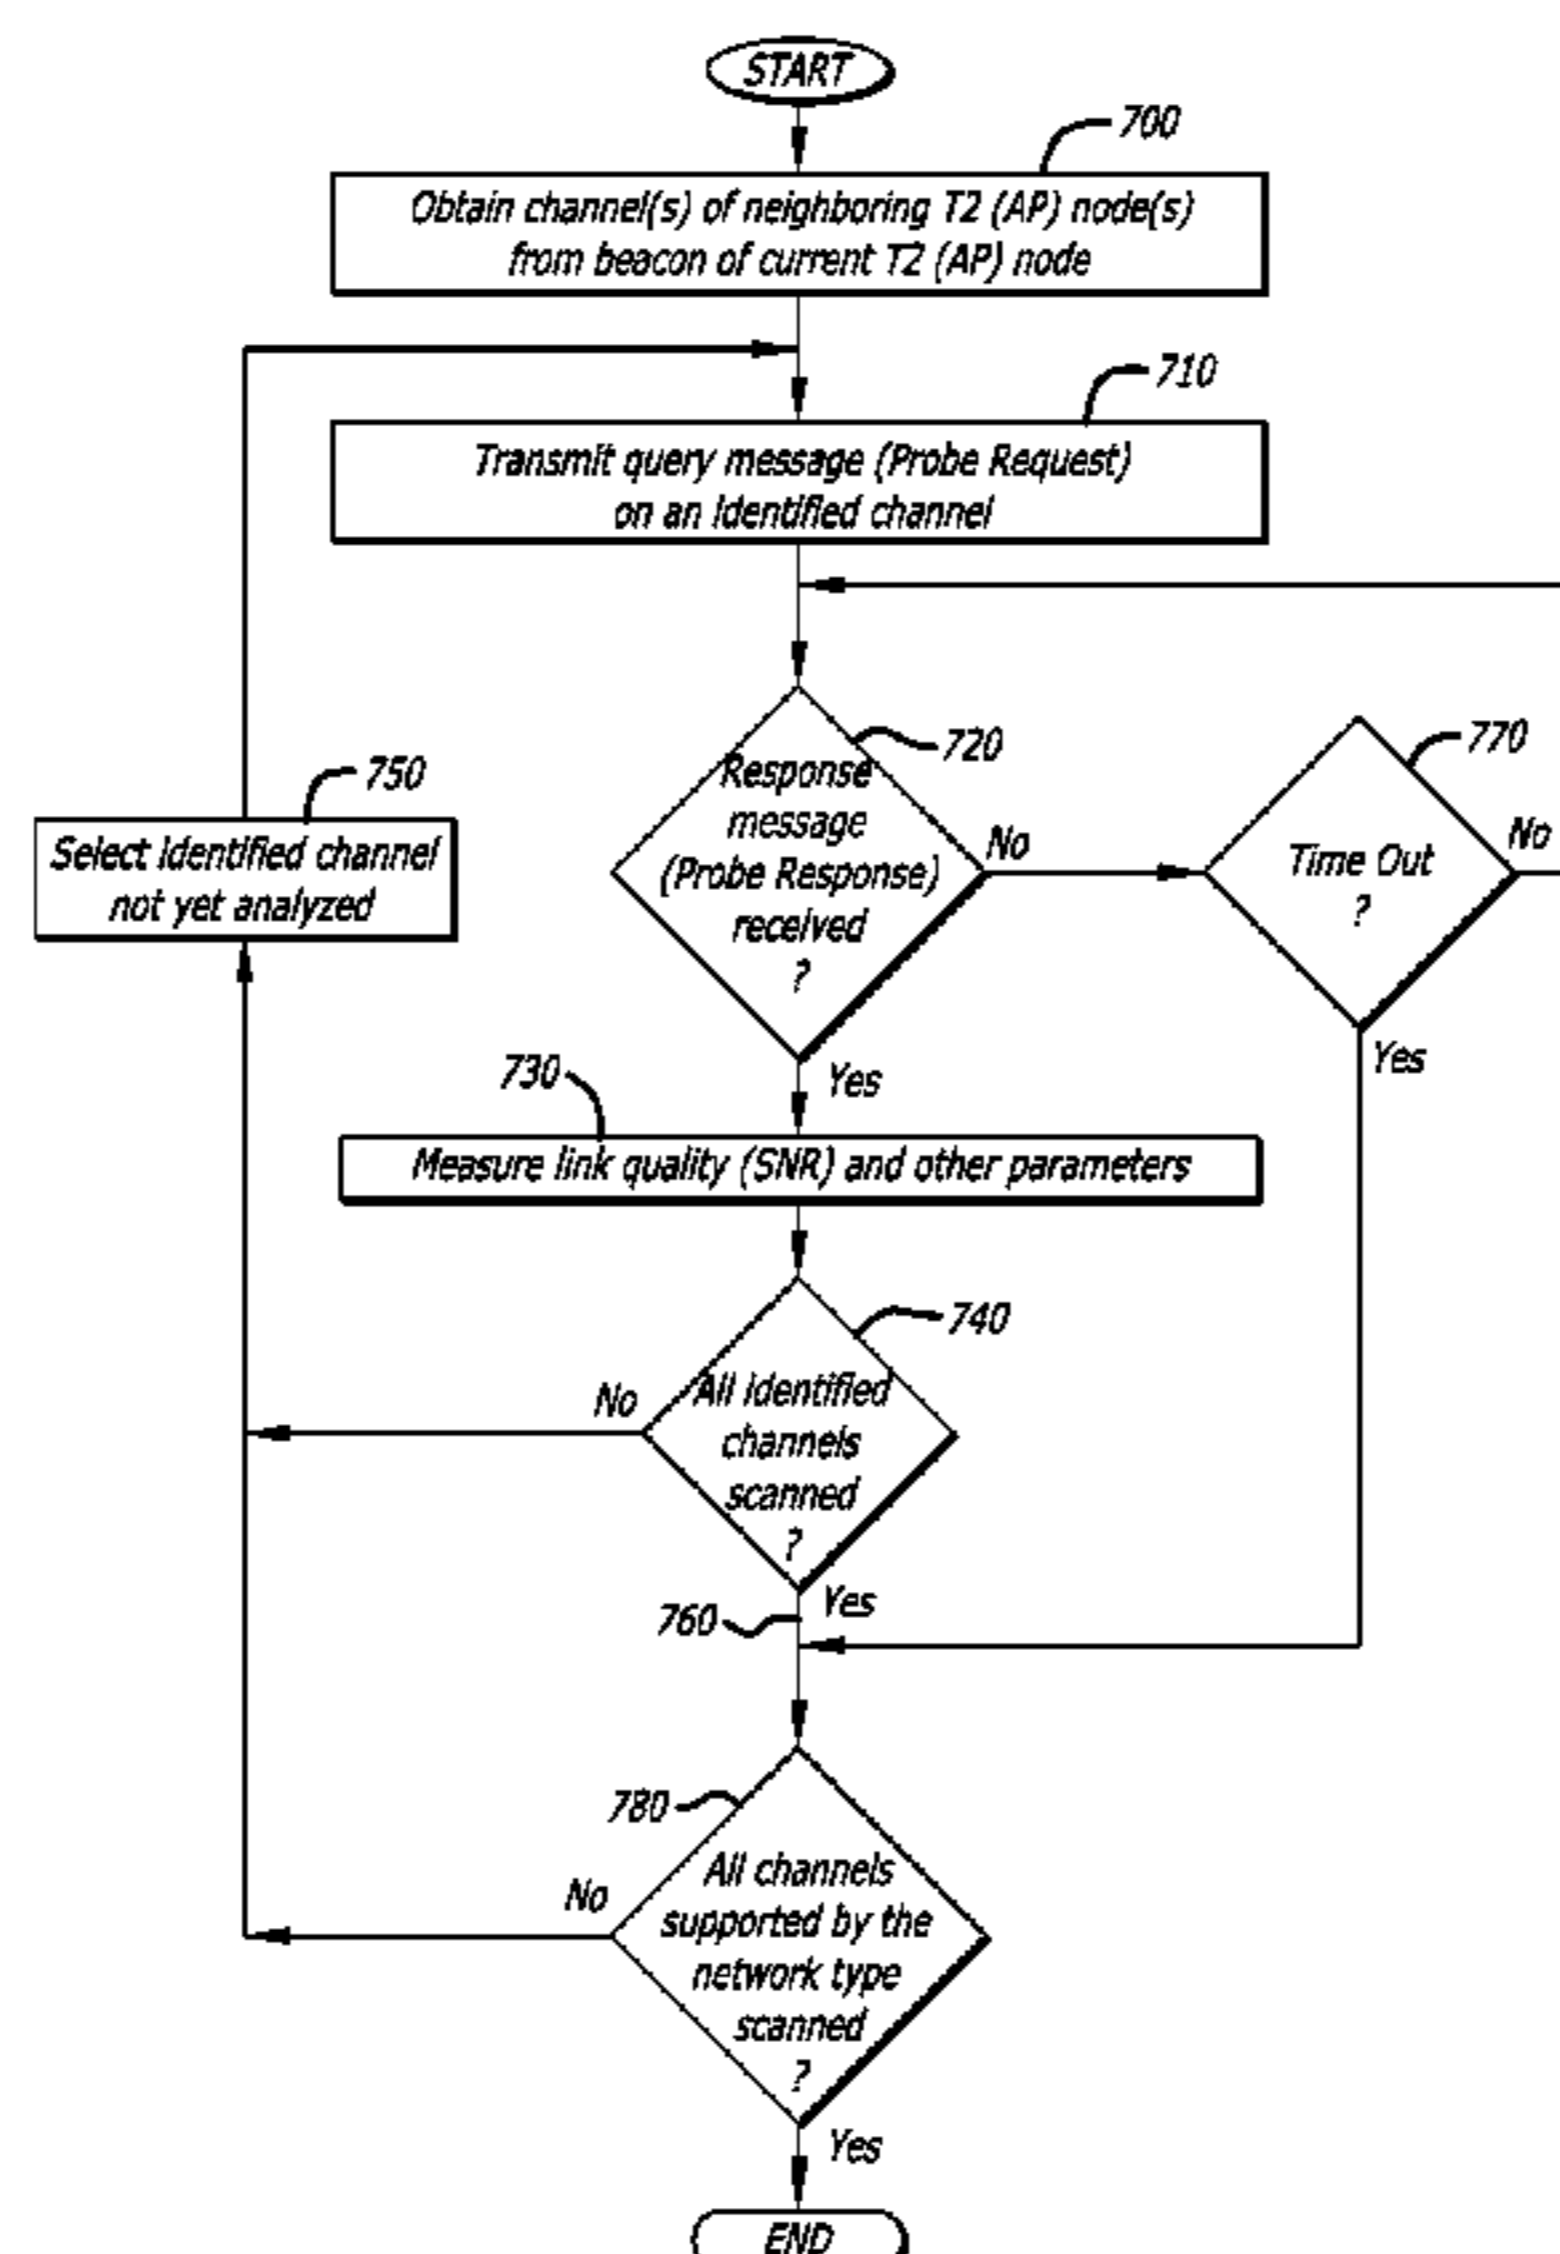 START
700
Obtain channel(s) of neighboring T2 (AP) node(s)
from beacon of current T2 (AP) node
710
Transmit query message (Probe Request)
on an identified channel
720
Response
message
(Probe Response)
received
?
No
770
Time Out
?
No
Yes
750
Select identified channel
not yet analyzed
Yes
730
Measure link quality (SNR) and other parameters
740
All identified
channels
scanned
?
No
Yes
760
780
All channels
supported by the
network type
scanned
?
No
Yes
END